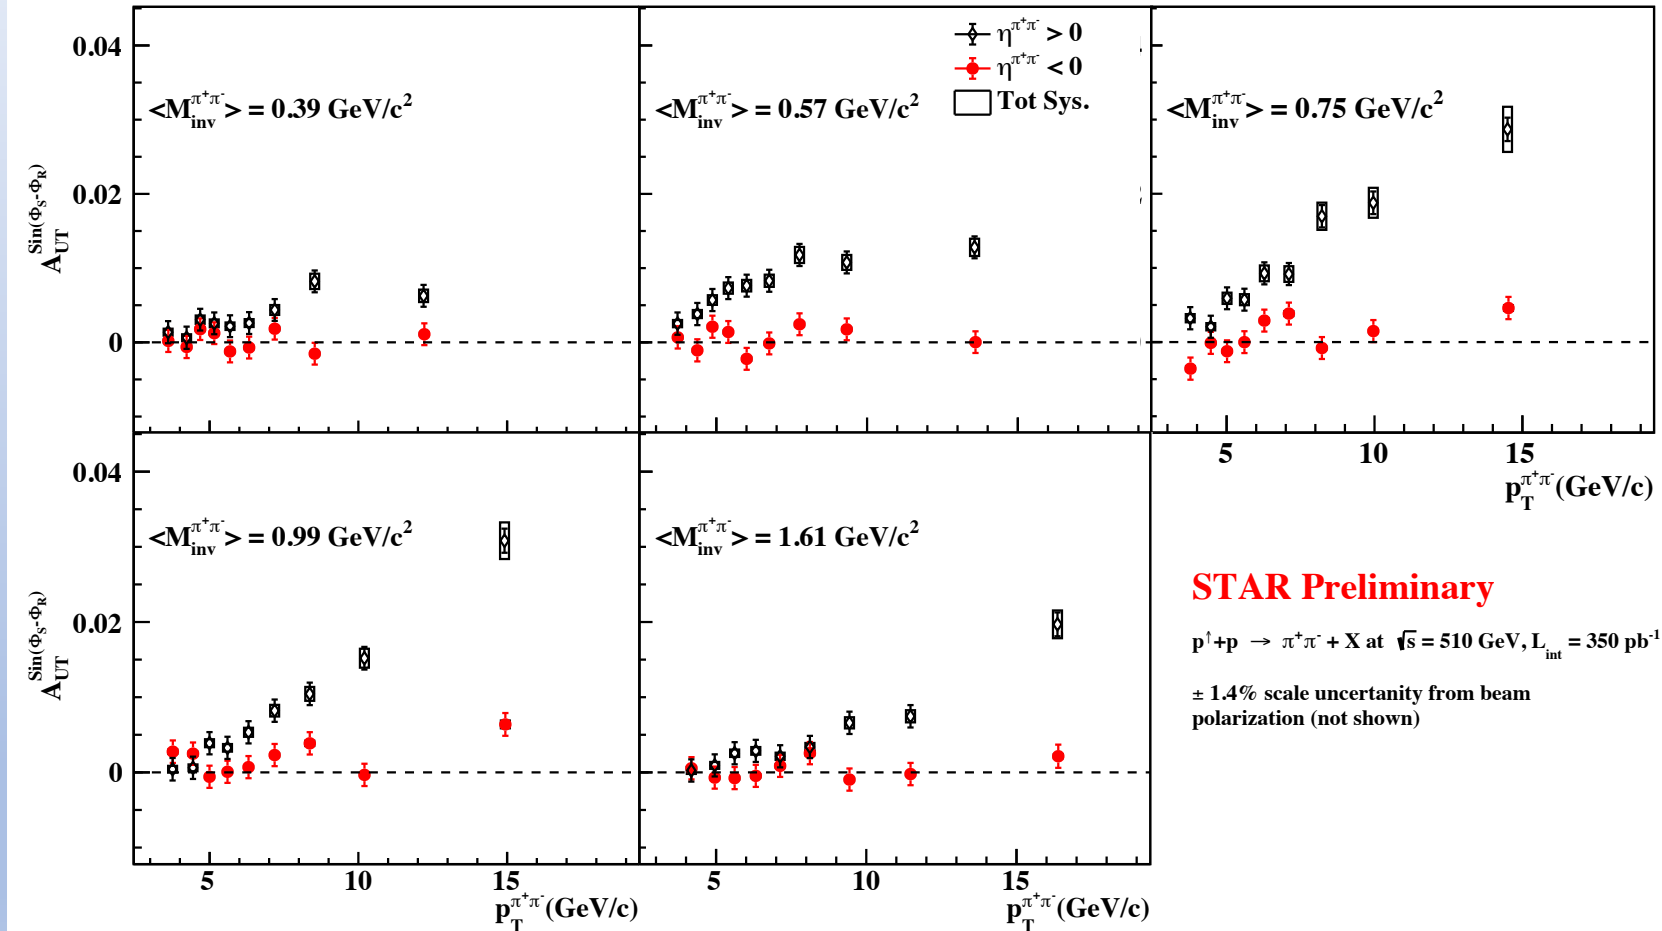 0.04
0.02
0
A_UT^Sin(Φ_S-Φ_R)
<M_inv^π⁺π⁻> = 0.39 GeV/c²
<M_inv^π⁺π⁻> = 0.57 GeV/c²
η^π⁺π⁻ > 0
η^π⁺π⁻ < 0
Tot Sys.
<M_inv^π⁺π⁻> = 0.75 GeV/c²
5 10 15
p_T^π⁺π⁻(GeV/c)
0.04
0.02
0
A_UT^Sin(Φ_S-Φ_R)
<M_inv^π⁺π⁻> = 0.99 GeV/c²
<M_inv^π⁺π⁻> = 1.61 GeV/c²
5 10 15
p_T^π⁺π⁻(GeV/c)
5 10 15
p_T^π⁺π⁻(GeV/c)
STAR Preliminary
p^↑+p → π⁺π⁻ + X at √s = 510 GeV, L_int = 350 pb⁻¹
± 1.4% scale uncertanity from beam
polarization (not shown)